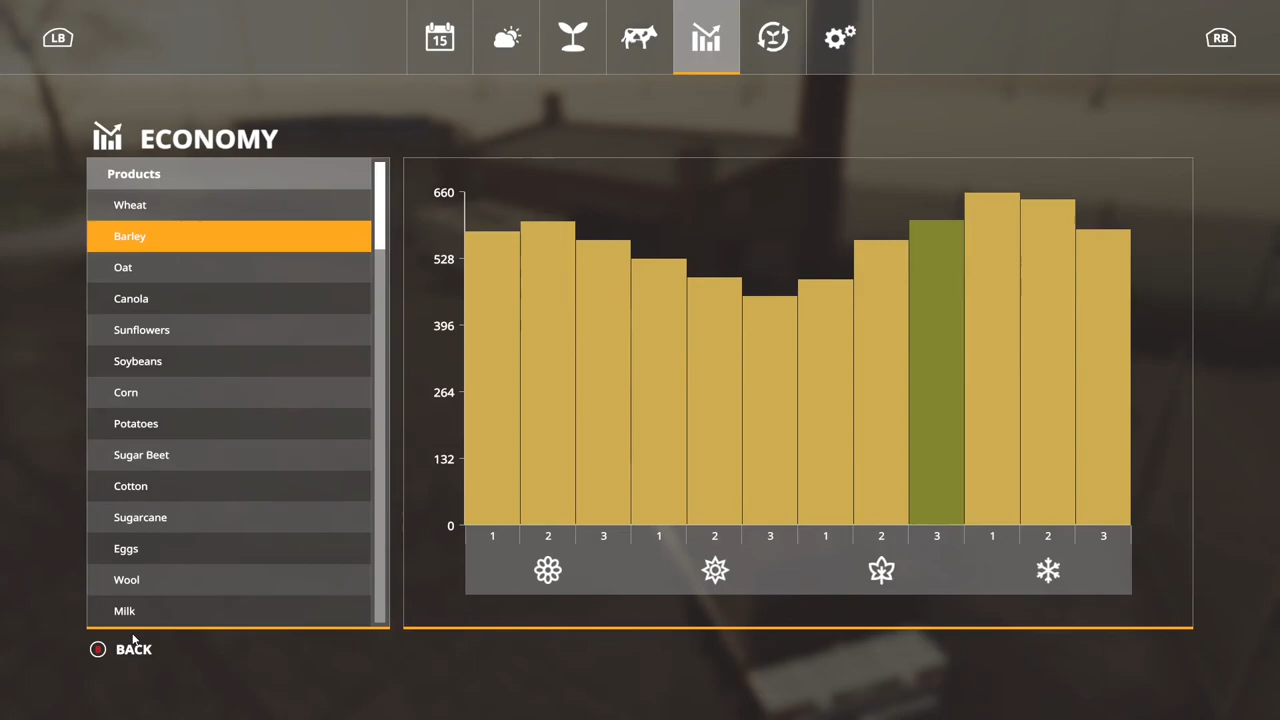 LB
15
RB
ECONOMY
Products
Wheat
Barley
Oat
Canola
Sunflowers
Soybeans
Corn
Potatoes
Sugar Beet
Cotton
Sugarcane
Eggs
Wool
Milk
660
528
396
264
132
0
1 2 3 1 2 3 1 2 3 1 2 3
B BACK